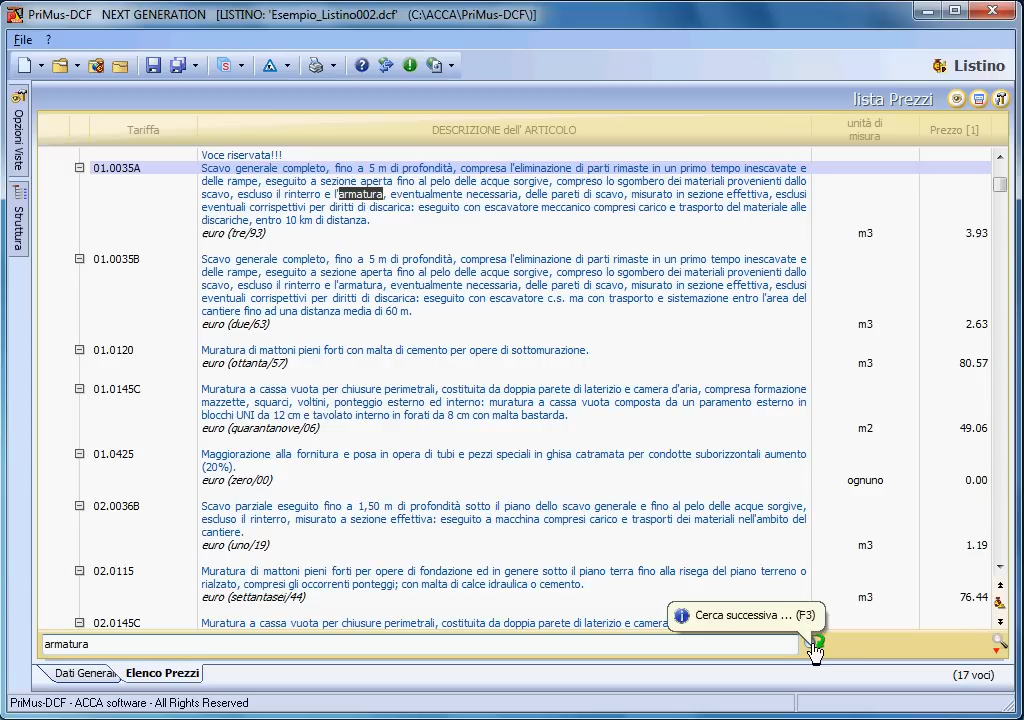 PriMus-DCF NEXT GENERATION [LISTINO: 'Esempio_Listino002.dcf' (C:\ACCA\PriMus-DCF\)]
File ?
Listino
lista Prezzi
Opzioni Viste
Struttura
Tariffa DESCRIZIONE dell' ARTICOLO unità di misura Prezzo [1]
Voce riservata!!!
01.0035A Scavo generale completo, fino a 5 m di profondità, compresa l'eliminazione di parti rimaste in un primo tempo inescavate e
delle rampe, eseguito a sezione aperta fino al pelo delle acque sorgive, compreso lo sgombero dei materiali provenienti dallo
scavo, escluso il rinterro e l'armatura, eventualmente necessaria, delle pareti di scavo, misurato in sezione effettiva, esclusi
eventuali corrispettivi per diritti di discarica: eseguito con escavatore meccanico compresi carico e trasporto del materiale alle
discariche, entro 10 km di distanza.
euro (tre/93) m3 3.93
01.0035B Scavo generale completo, fino a 5 m di profondità, compresa l'eliminazione di parti rimaste in un primo tempo inescavate e
delle rampe, eseguito a sezione aperta fino al pelo delle acque sorgive, compreso lo sgombero dei materiali provenienti dallo
scavo, escluso il rinterro e l'armatura, eventualmente necessaria, delle pareti di scavo, misurato in sezione effettiva, esclusi
eventuali corrispettivi per diritti di discarica: eseguito con escavatore c.s. ma con trasporto e sistemazione entro l'area del
cantiere fino ad una distanza media di 60 m.
euro (due/63) m3 2.63
01.0120 Muratura di mattoni pieni forti con malta di cemento per opere di sottomurazione.
euro (ottanta/57) m3 80.57
01.0145C Muratura a cassa vuota per chiusure perimetrali, costituita da doppia parete di laterizio e camera d'aria, compresa formazione
mazzette, squarci, voltini, ponteggio esterno ed interno: muratura a cassa vuota composta da un paramento esterno in
blocchi UNI da 12 cm e tavolato interno in forati da 8 cm con malta bastarda.
euro (quarantanove/06) m2 49.06
01.0425 Maggiorazione alla fornitura e posa in opera di tubi e pezzi speciali in ghisa catramata per condotte suborizzontali aumento
(20%).
euro (zero/00) ognuno 0.00
02.0036B Scavo parziale eseguito fino a 1,50 m di profondità sotto il piano dello scavo generale e fino al pelo delle acque sorgive,
escluso il rinterro, misurato a sezione effettiva: eseguito a macchina compresi carico e trasporti dei materiali nell'ambito del
cantiere.
euro (uno/19) m3 1.19
02.0115 Muratura di mattoni pieni forti per opere di fondazione ed in genere sotto il piano terra fino alla risega del piano terreno o
rialzato, compresi gli occorrenti ponteggi; con malta di calce idraulica o cemento.
euro (settantasei/44) m3 76.44
02.0145C Muratura a cassa vuota per chiusure perimetrali, costituita da doppia parete di laterizio e camera
Cerca successiva ... (F3)
armatura
Dati Generali Elenco Prezzi (17 voci)
PriMus-DCF - ACCA software - All Rights Reserved